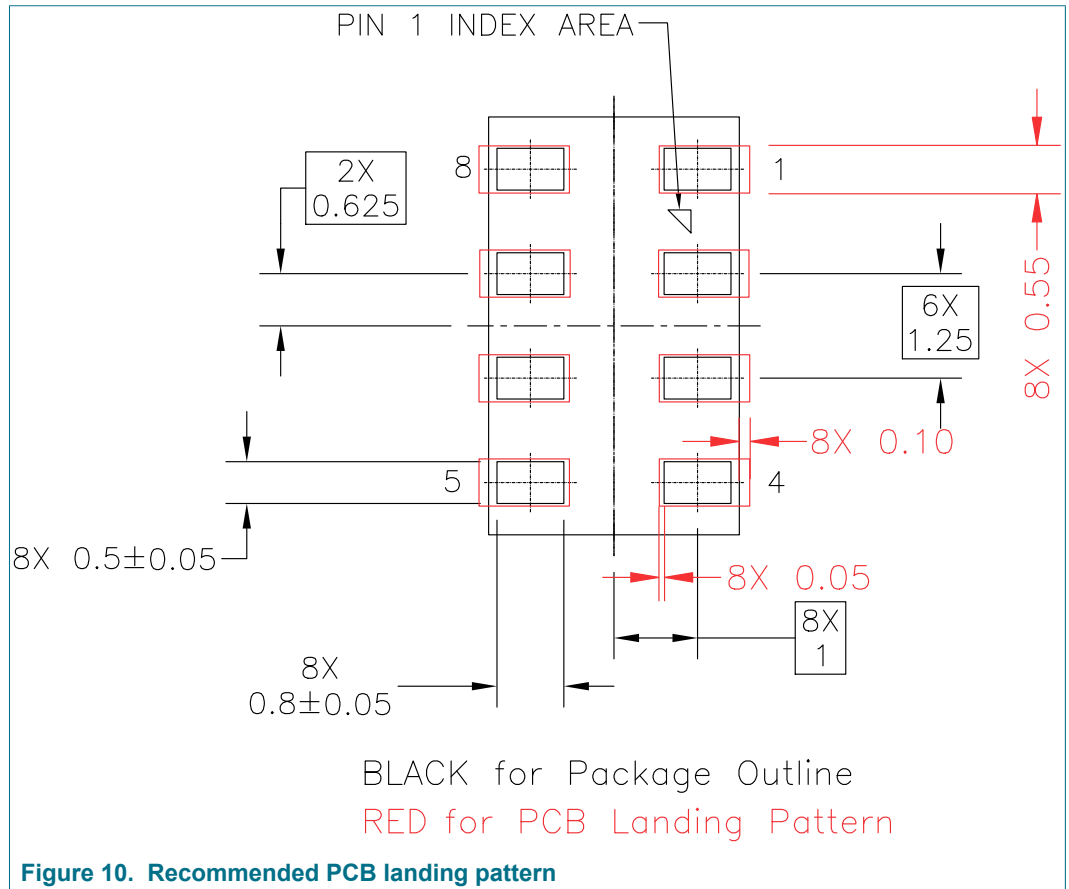 PIN 1 INDEX AREA
8
1
2X
0.625
6X
1.25
8X 0.55
8X 0.10
5
4
8X 0.5±0.05
8X 0.05
8X
1
8X
0.8±0.05
BLACK for Package Outline
RED for PCB Landing Pattern
Figure 10. Recommended PCB landing pattern